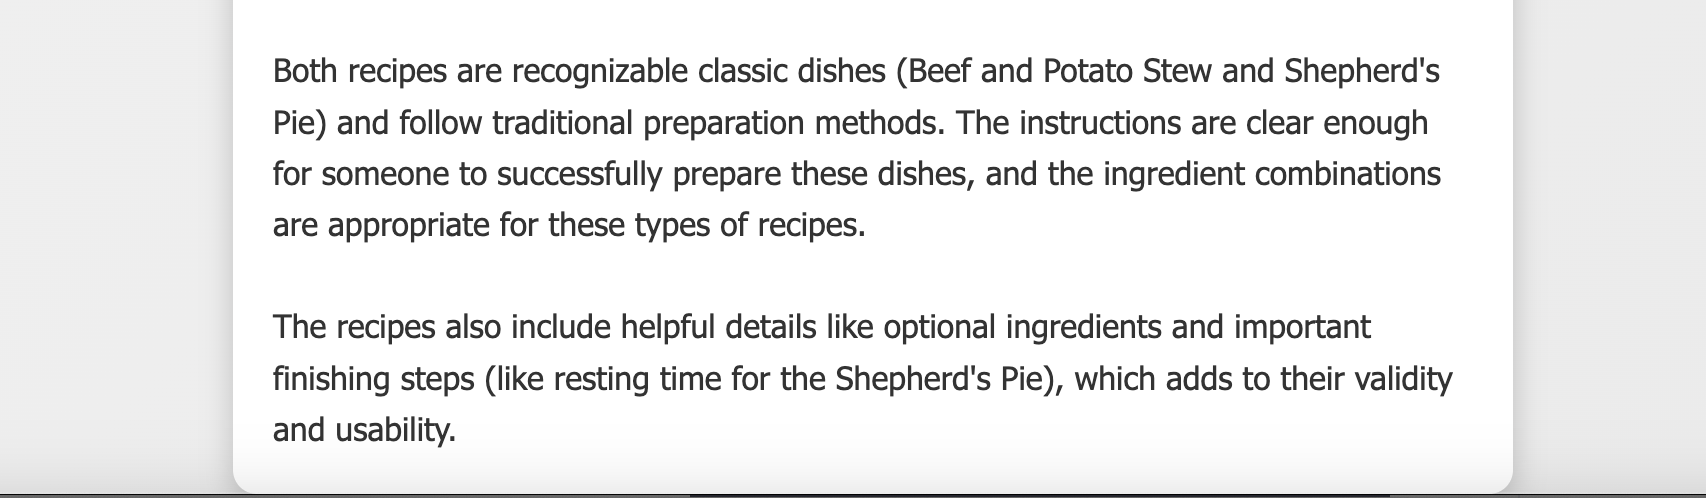 Both recipes are recognizable classic dishes (Beef and Potato Stew and Shepherd's
Pie) and follow traditional preparation methods. The instructions are clear enough
for someone to successfully prepare these dishes, and the ingredient combinations
are appropriate for these types of recipes.
The recipes also include helpful details like optional ingredients and important
finishing steps (like resting time for the Shepherd's Pie), which adds to their validity
and usability.